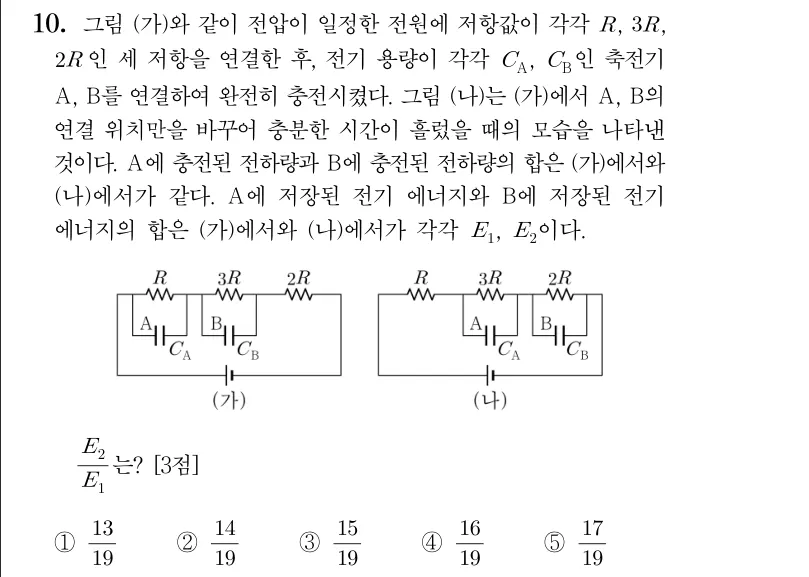 10. 그림 (가)와 같이 전압이 일정한 전원에 저항값이 각각 R, 3R,
2R인 세 저항을 연결한 후, 전기 용량이 각각 C_A, C_B인 축전기
A, B를 연결하여 완전히 충전시켰다. 그림 (나)는 (가)에서 A, B의
연결 위치만을 바꾸어 충분한 시간이 흘렀을 때의 모습을 나타낸
것이다. A에 충전된 전하량과 B에 충전된 전하량의 합은 (가)에서와
(나)에서가 같다. A에 저장된 전기 에너지와 B에 저장된 전기
에너지의 합은 (가)에서와 (나)에서가 각각 E₁, E₂이다.
R 3R 2R R 3R 2R
A B A B
C_A C_B C_A C_B
(가) (나)
E₂/E₁ 는? [3점]
① 13/19 ② 14/19 ③ 15/19 ④ 16/19 ⑤ 17/19